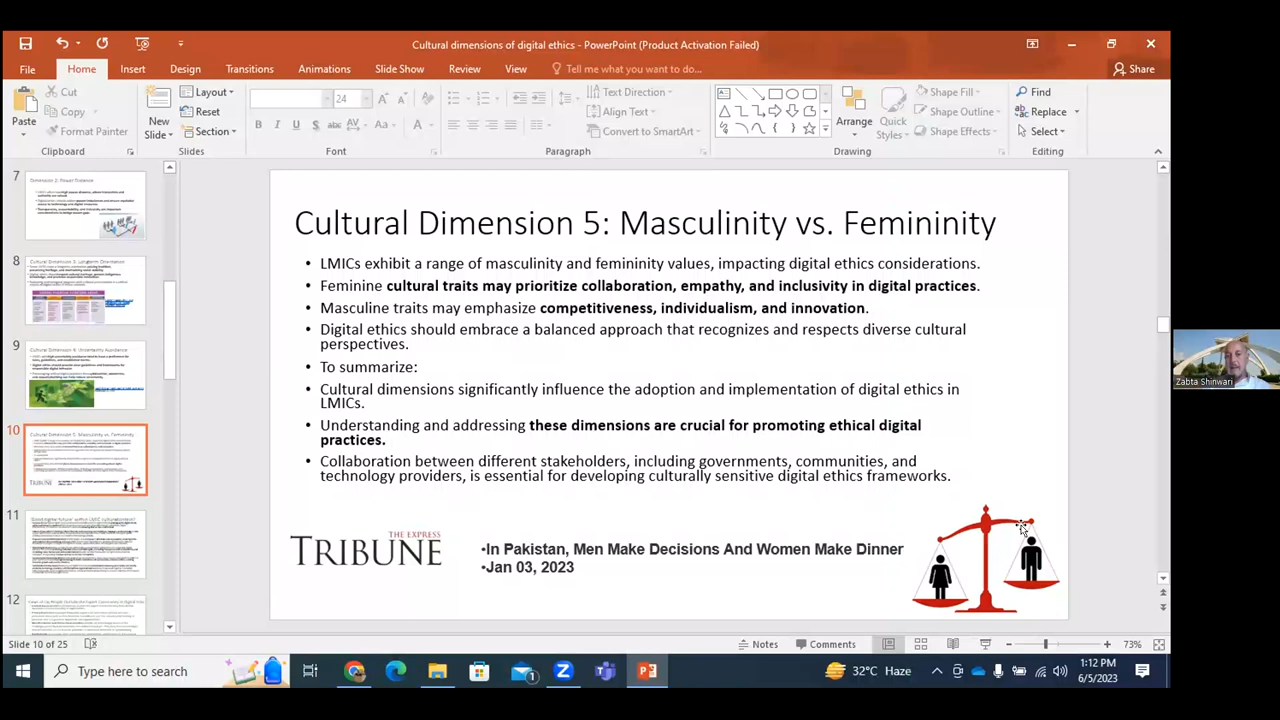 Cultural dimensions of digital ethics - PowerPoint (Product Activation Failed)
File Home Insert Design Transitions Animations Slide Show Review View Tell me what you want to do... Share
Paste
Cut
Copy
Format Painter
Clipboard
New Slide
Layout
Reset
Section
Slides
24
Font
Text Direction
Align Text
Convert to SmartArt
Paragraph
Arrange
Quick Styles
Shape Fill
Shape Outline
Shape Effects
Drawing
Find
Replace
Select
Editing
7
8
9
10
11
12
Cultural Dimension 5: Masculinity vs. Femininity
• LMICs exhibit a range of masculinity and femininity values, impacting digital ethics considerations.
• Feminine cultural traits may prioritize collaboration, empathy, and inclusivity in digital practices.
Masculine traits may emphasize competitiveness, individualism, and innovation.
• Digital ethics should embrace a balanced approach that recognizes and respects diverse cultural
perspectives.
• To summarize:
• Cultural dimensions significantly influence the adoption and implementation of digital ethics in
LMICs.
• Understanding and addressing these dimensions are crucial for promoting ethical digital
practices.
• Collaboration between different stakeholders, including governments, communities, and
technology providers, is essential for developing culturally sensitive digital ethics frameworks.
THE EXPRESS
TRIBUNE
•In Pakistan, Men Make Decisions And Women Make Dinner
•Jan 03, 2023
Zabta Shinwari
Slide 10 of 25 Notes Comments 73%
Type here to search 1 32°C Haze 1:12 PM
6/5/2023